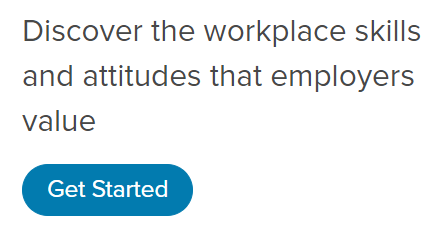 Discover the workplace skills
and attitudes that employers
value
Get Started